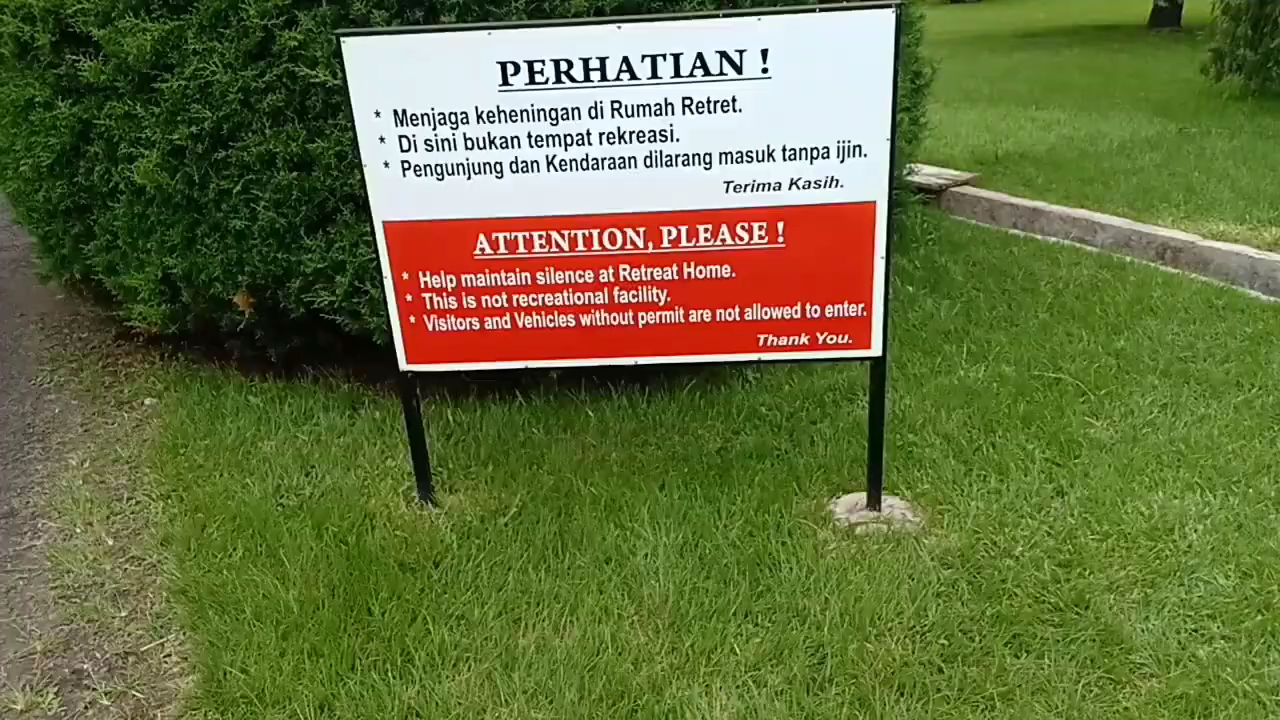 PERHATIAN !
* Menjaga keheningan di Rumah Retret.
* Di sini bukan tempat rekreasi.
* Pengunjung dan Kendaraan dilarang masuk tanpa ijin.
Terima Kasih.
ATTENTION, PLEASE !
* Help maintain silence at Retreat Home.
* This is not recreational facility.
* Visitors and Vehicles without permit are not allowed to enter.
Thank You.